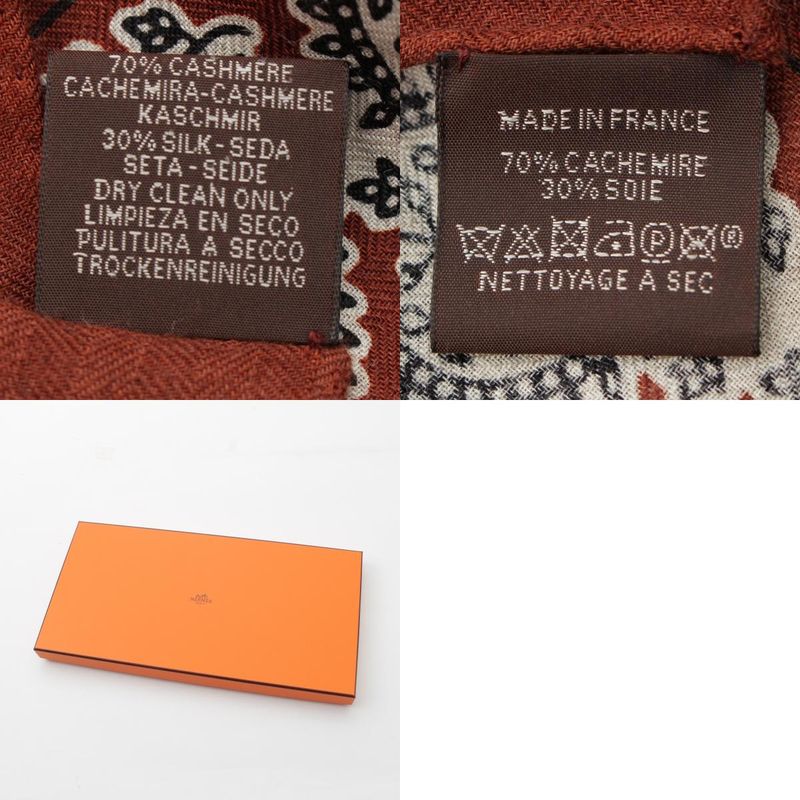 70% CASHMERE
CACHEMIRA-CASHMERE
KASCHMIR
30% SILK-SEDA
SETA-SEIDE
DRY CLEAN ONLY
LIMPIEZA EN SECO
PULITURA A SECCO
TROCKENREINIGUNG
MADE IN FRANCE
70% CACHEMIRE
30% SOIE
P ®
NETTOYAGE A SEC
HERMES